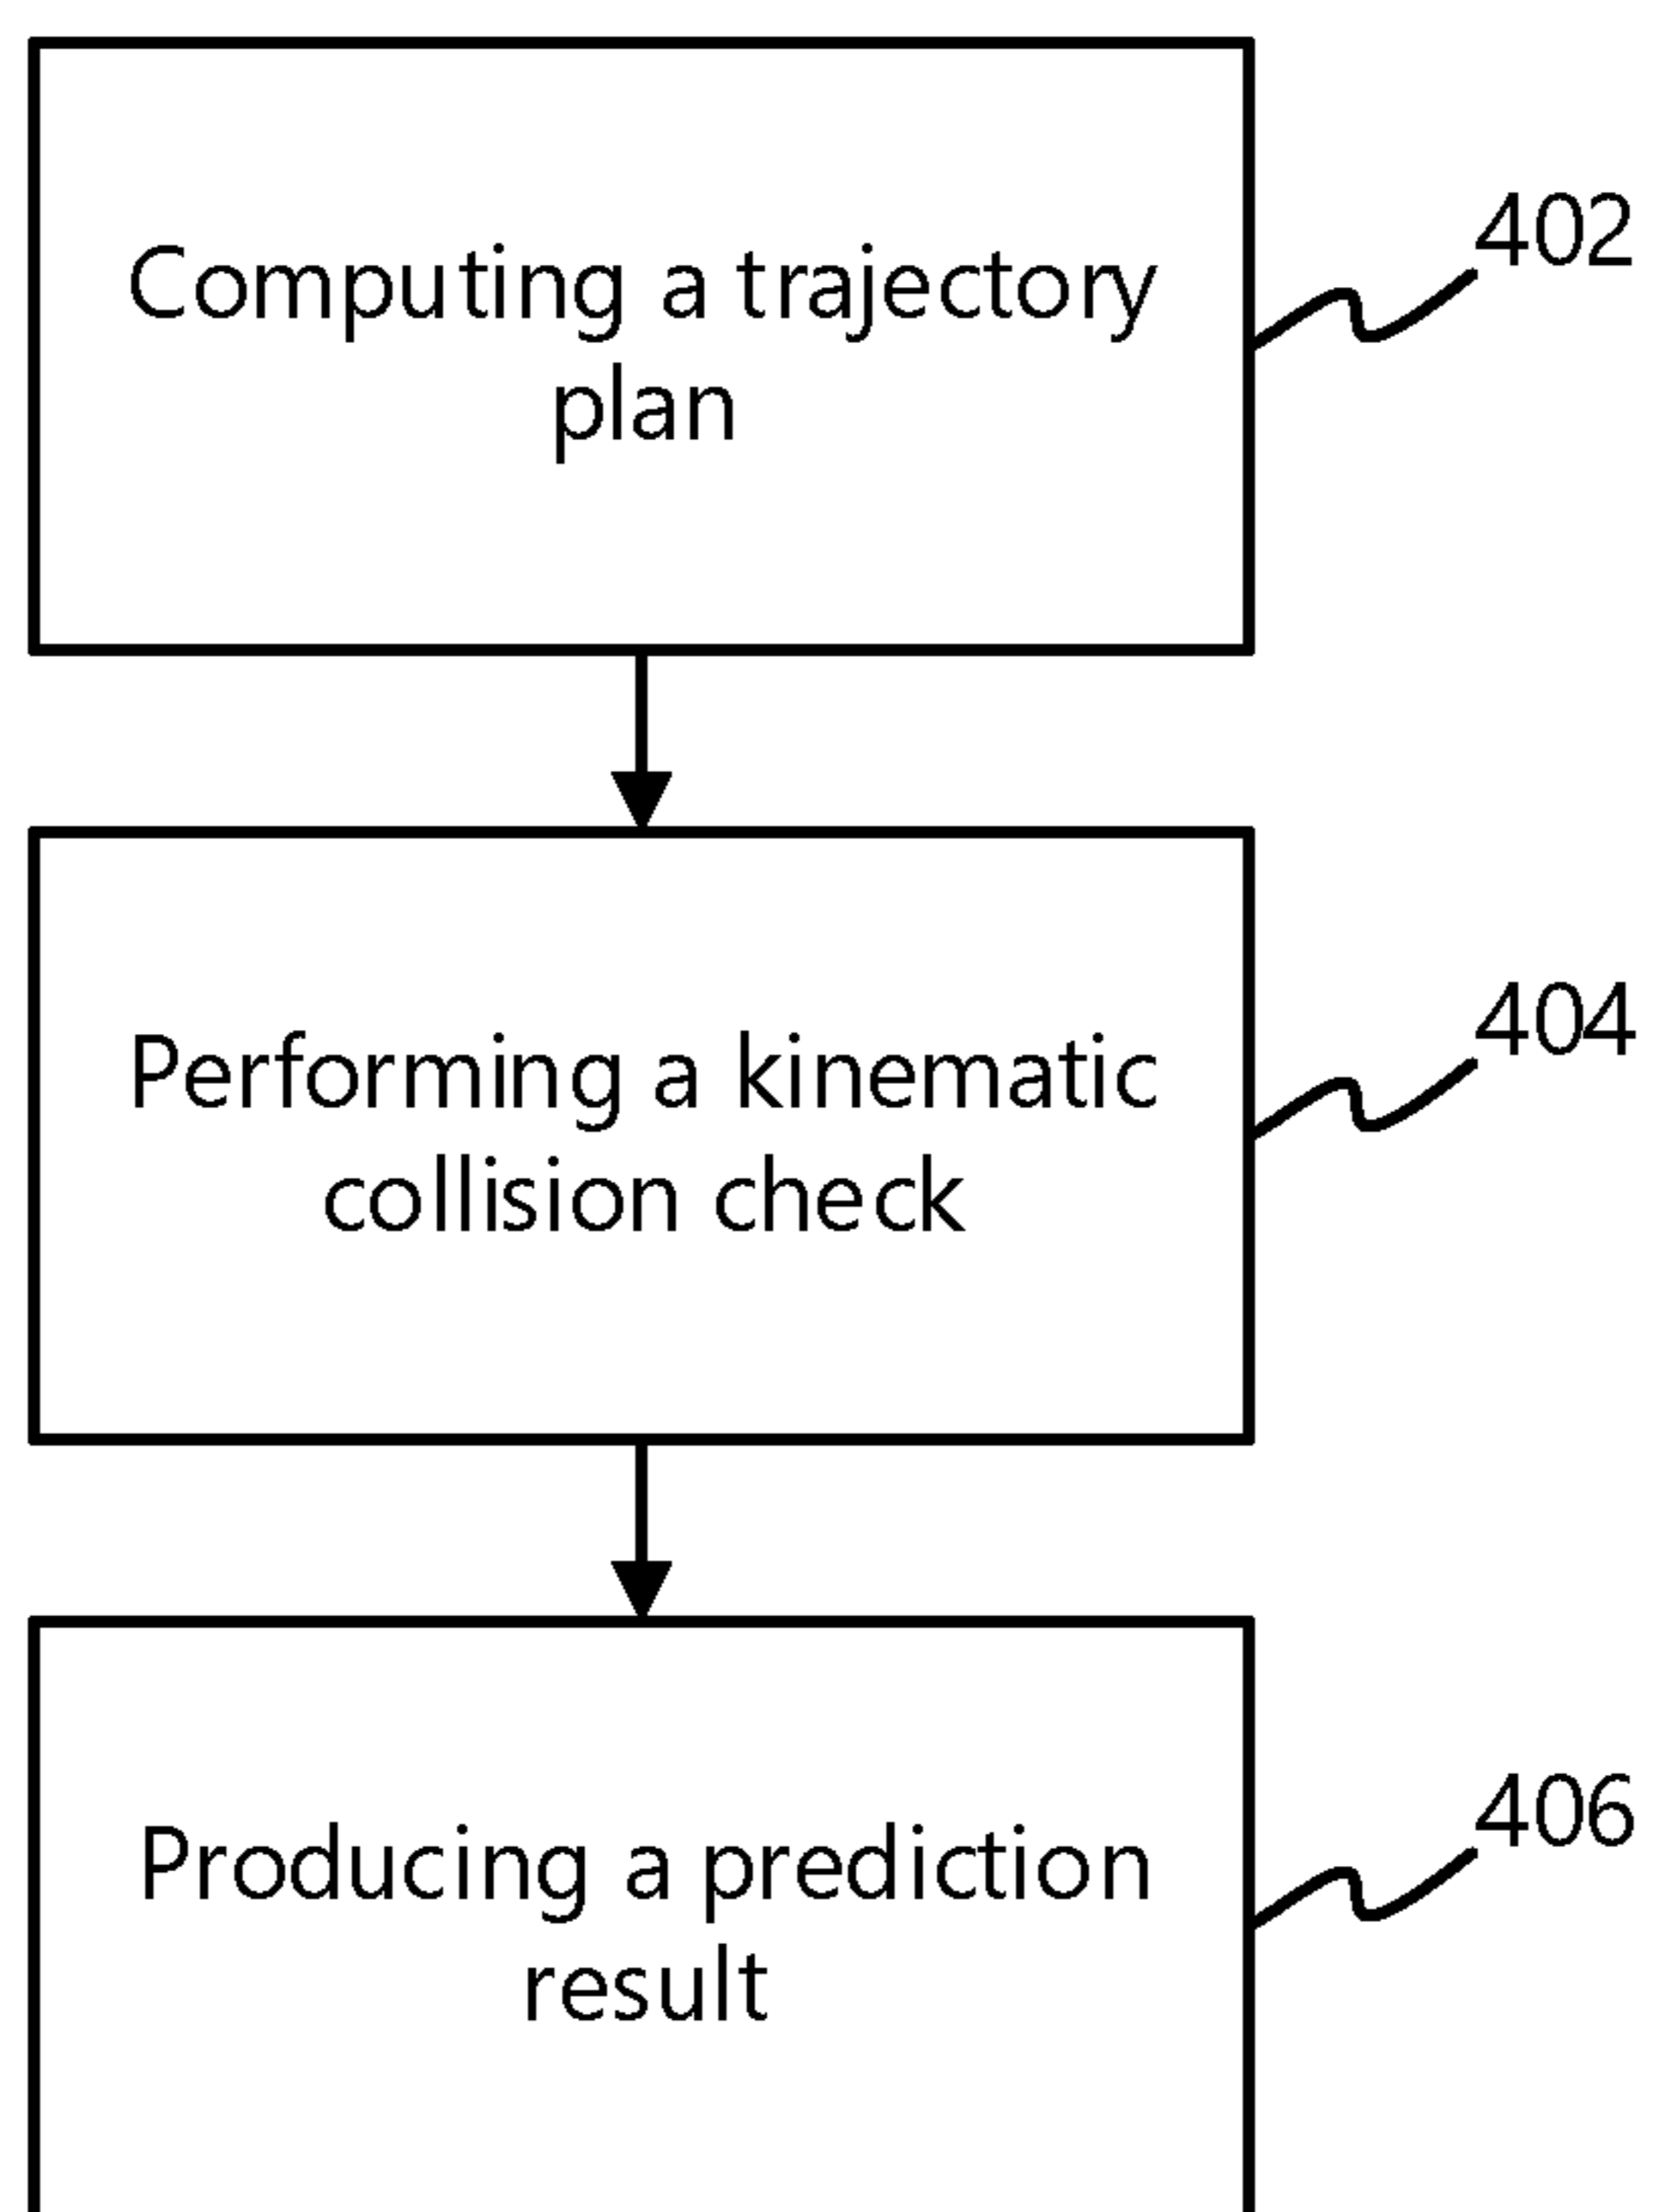 Computing a trajectory
plan
402
Performing a kinematic
collision check
404
Producing a prediction
result
406